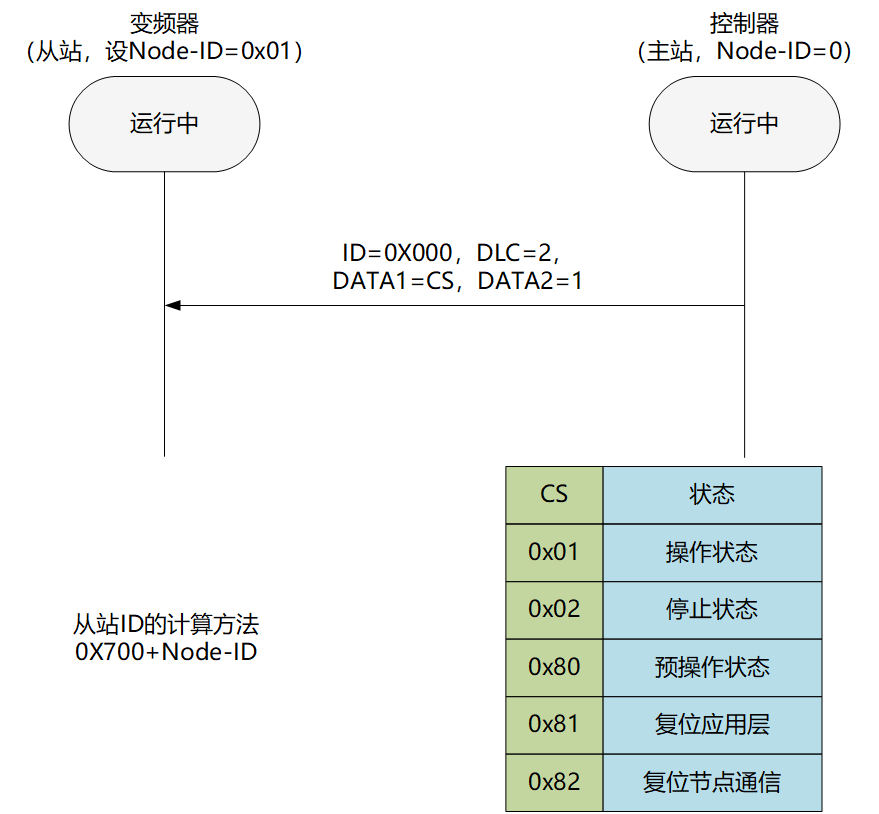 变频器
（从站，设Node-ID=0x01）
控制器
（主站，Node-ID=0）
运行中
运行中
ID=0X000，DLC=2，
DATA1=CS，DATA2=1
CS 状态
0x01 操作状态
0x02 停止状态
0x80 预操作状态
0x81 复位应用层
0x82 复位节点通信
从站ID的计算方法
0X700+Node-ID